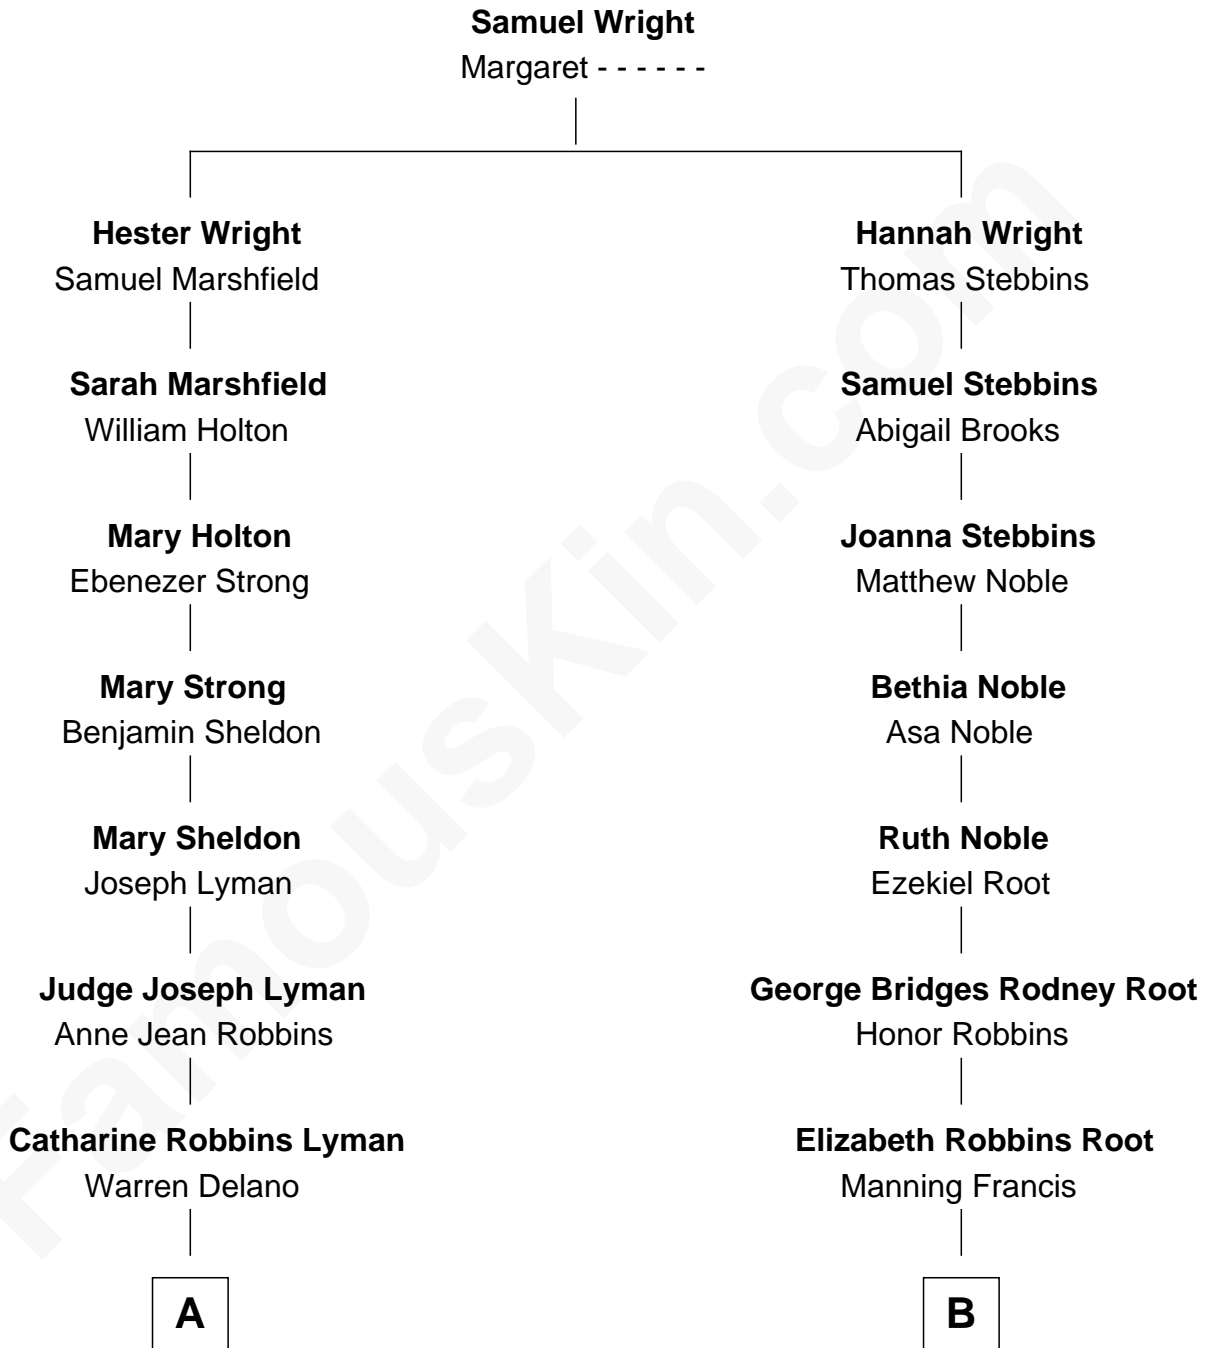 Samuel Wright
Margaret - - - - - -
Hester Wright
Samuel Marshfield
Hannah Wright
Thomas Stebbins
Sarah Marshfield
William Holton
Samuel Stebbins
Abigail Brooks
Mary Holton
Ebenezer Strong
Joanna Stebbins
Matthew Noble
Mary Strong
Benjamin Sheldon
Bethia Noble
Asa Noble
Mary Sheldon
Joseph Lyman
Ruth Noble
Ezekiel Root
Judge Joseph Lyman
Anne Jean Robbins
George Bridges Rodney Root
Honor Robbins
Catharine Robbins Lyman
Warren Delano
Elizabeth Robbins Root
Manning Francis
A
B
FamousKin.com